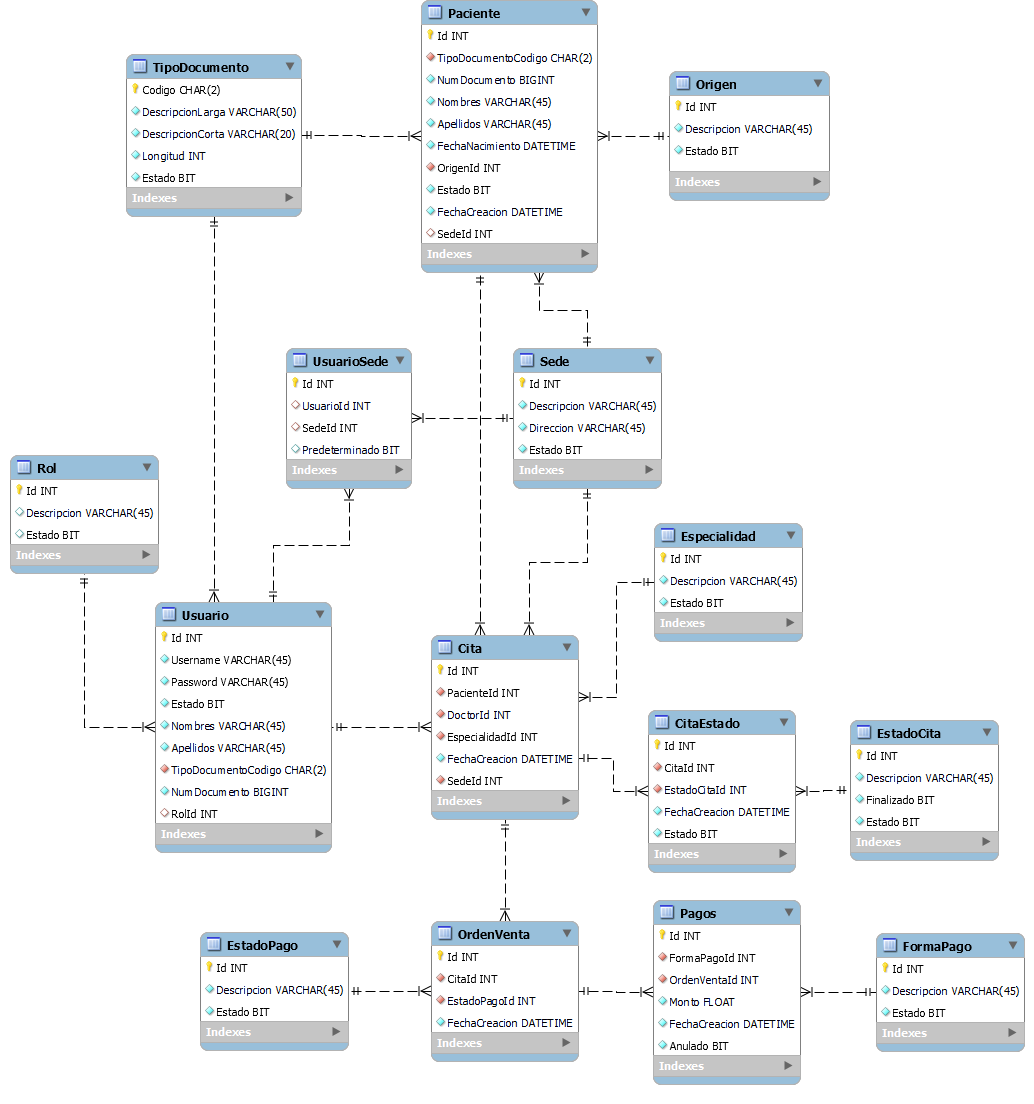 Paciente
Id INT
TipoDocumentoCodigo CHAR(2)
NumDocumento BIGINT
Nombres VARCHAR(45)
Apellidos VARCHAR(45)
FechaNacimiento DATETIME
OrigenId INT
Estado BIT
FechaCreacion DATETIME
SedeId INT
Indexes
TipoDocumento
Codigo CHAR(2)
DescripcionLarga VARCHAR(50)
DescripcionCorta VARCHAR(20)
Longitud INT
Estado BIT
Indexes
Origen
Id INT
Descripcion VARCHAR(45)
Estado BIT
Indexes
UsuarioSede
Id INT
UsuarioId INT
SedeId INT
Predeterminado BIT
Indexes
Sede
Id INT
Descripcion VARCHAR(45)
Direccion VARCHAR(45)
Estado BIT
Indexes
Rol
Id INT
Descripcion VARCHAR(45)
Estado BIT
Indexes
Especialidad
Id INT
Descripcion VARCHAR(45)
Estado BIT
Indexes
Usuario
Id INT
Username VARCHAR(45)
Password VARCHAR(45)
Estado BIT
Nombres VARCHAR(45)
Apellidos VARCHAR(45)
TipoDocumentoCodigo CHAR(2)
NumDocumento BIGINT
RolId INT
Indexes
Cita
Id INT
PacienteId INT
DoctorId INT
EspecialidadId INT
FechaCreacion DATETIME
SedeId INT
Indexes
CitaEstado
Id INT
CitaId INT
EstadoCitaId INT
FechaCreacion DATETIME
Estado BIT
Indexes
EstadoCita
Id INT
Descripcion VARCHAR(45)
Finalizado BIT
Estado BIT
Indexes
EstadoPago
Id INT
Descripcion VARCHAR(45)
Estado BIT
Indexes
OrdenVenta
Id INT
CitaId INT
EstadoPagoId INT
FechaCreacion DATETIME
Indexes
Pagos
Id INT
FormaPagoId INT
OrdenVentaId INT
Monto FLOAT
FechaCreacion DATETIME
Anulado BIT
Indexes
FormaPago
Id INT
Descripcion VARCHAR(45)
Estado BIT
Indexes